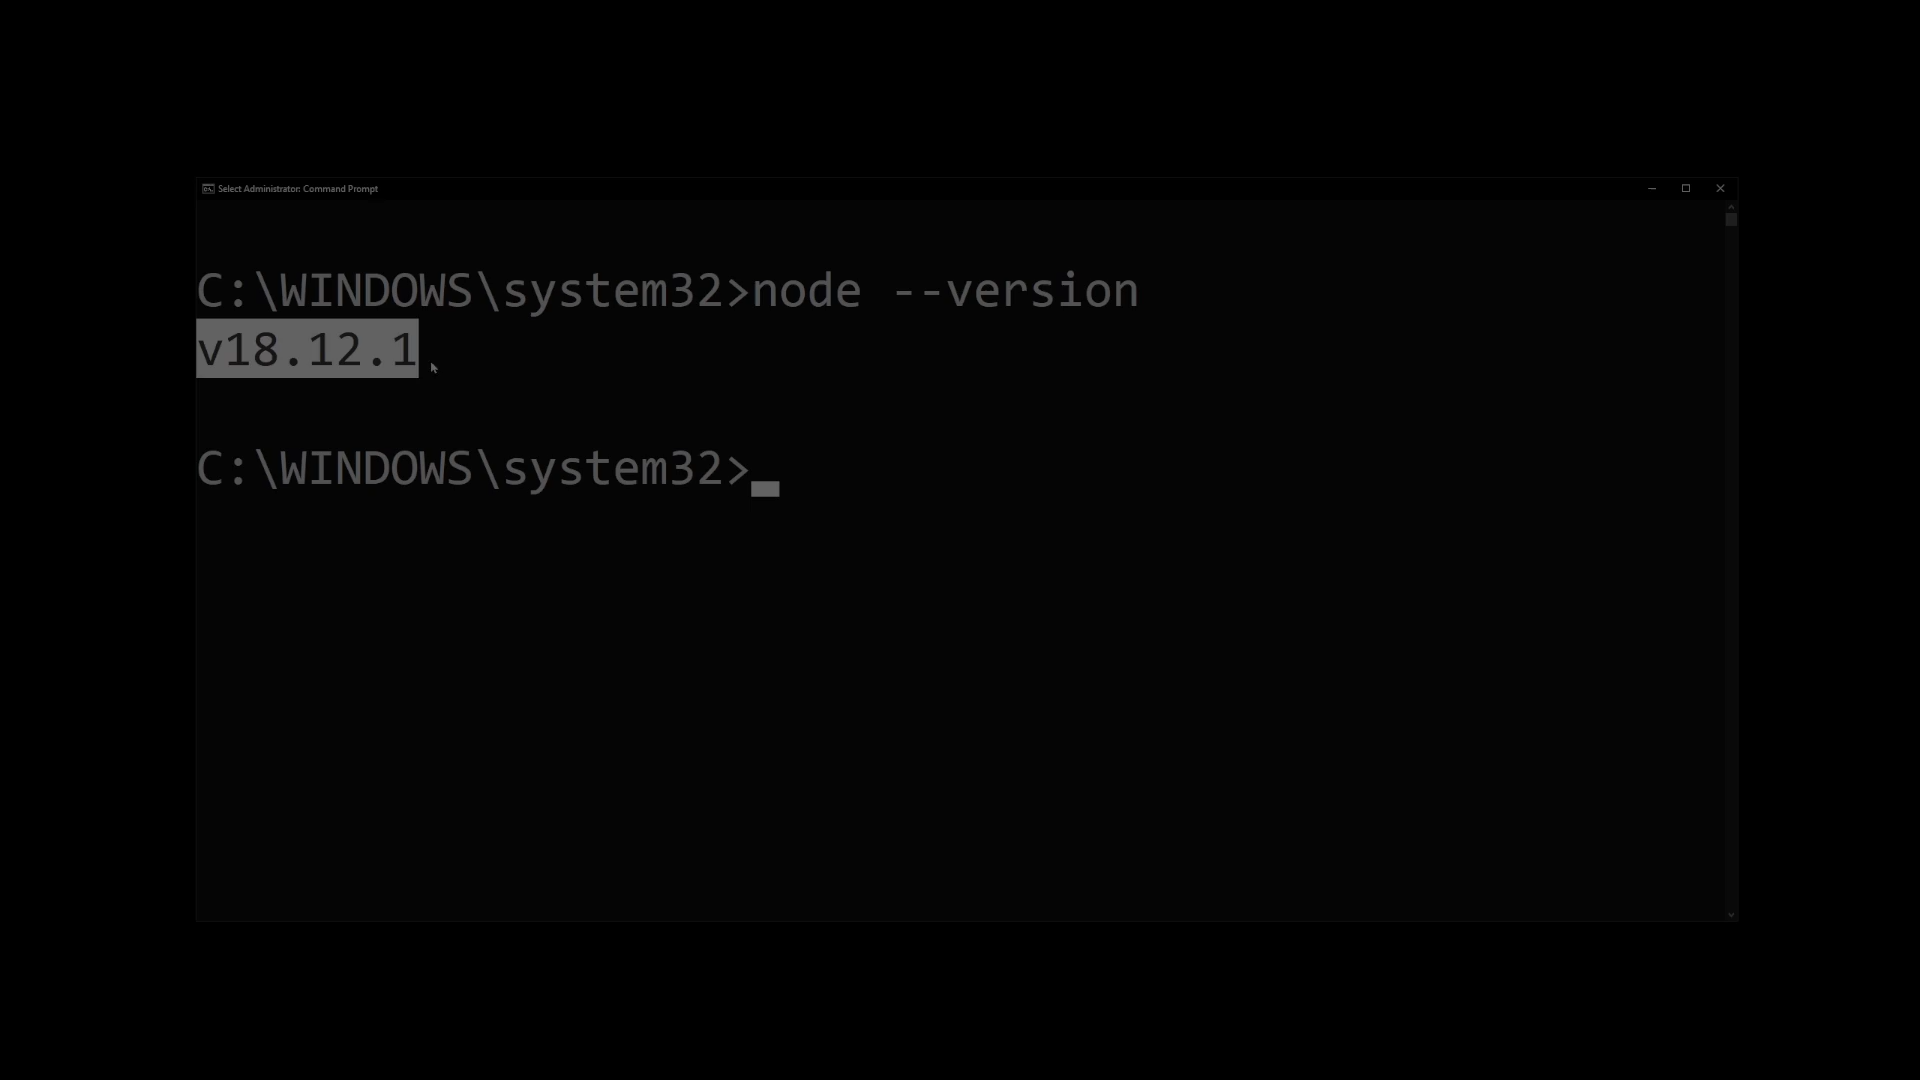 Select Administrator: Command Prompt
C:\WINDOWS\system32>node --version
v18.12.1
C:\WINDOWS\system32>